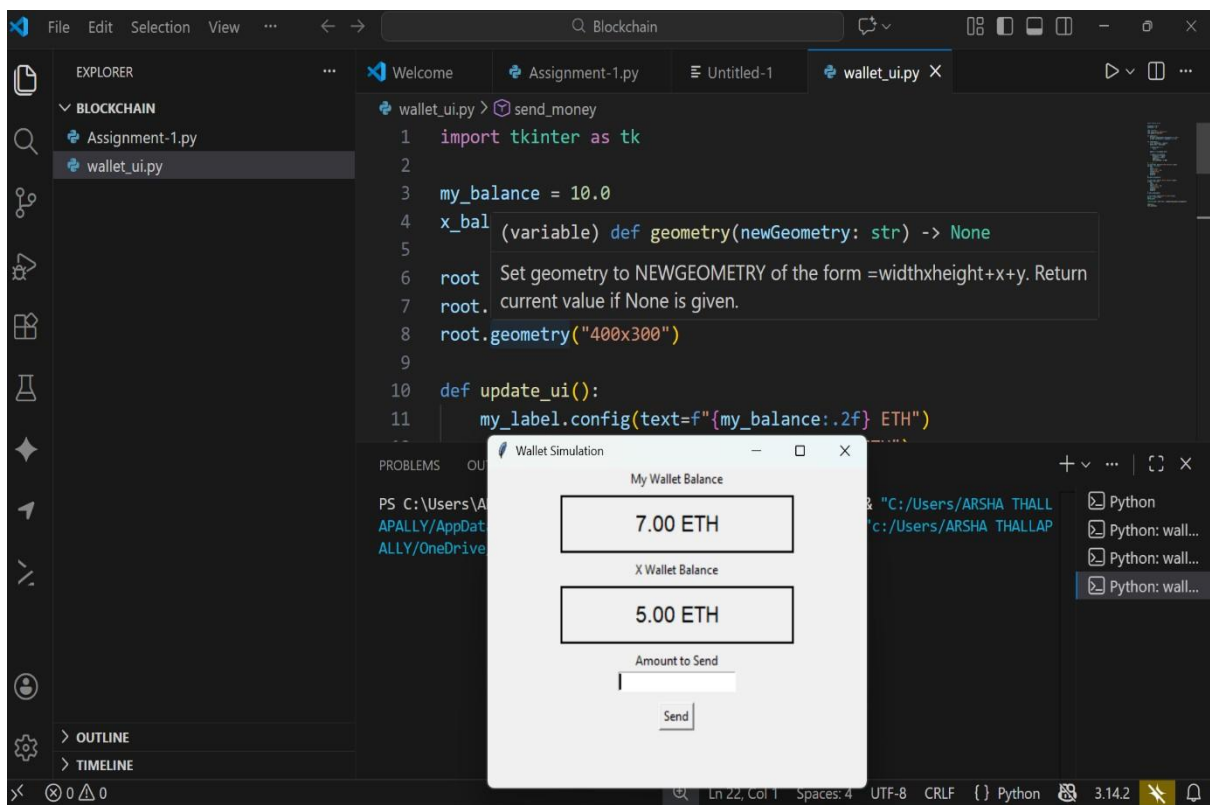 File Edit Selection View ··· Blockchain
EXPLORER ···
Welcome Assignment-1.py Untitled-1 wallet_ui.py
BLOCKCHAIN
Assignment-1.py
wallet_ui.py
wallet_ui.py > send_money
1 import tkinter as tk
2
3 my_balance = 10.0
4 x_bal
(variable) def geometry(newGeometry: str) -> None
5
6 root
Set geometry to NEWGEOMETRY of the form =widthxheight+x+y. Return
7 root.
current value if None is given.
8 root.geometry("400x300")
9
10 def update_ui():
11 my_label.config(text=f"{my_balance:.2f} ETH")
PROBLEMS OU
PS C:\Users\A & "C:/Users/ARSHA THALL
APALLY/AppDat "c:/Users/ARSHA THALLAP
ALLY/OneDrive
Python
Python: wall...
Python: wall...
Python: wall...
Wallet Simulation
My Wallet Balance
7.00 ETH
X Wallet Balance
5.00 ETH
Amount to Send
Send
OUTLINE
TIMELINE
0 0 Ln 22, Col 1 Spaces: 4 UTF-8 CRLF {} Python 3.14.2